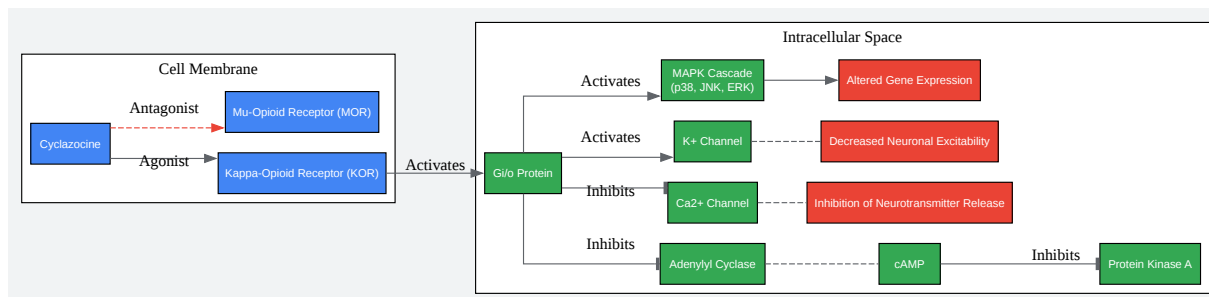 Cell Membrane
Antagonist
Mu-Opioid Receptor (MOR)
Cyclazocine
Agonist
Kappa-Opioid Receptor (KOR)
Activates
Intracellular Space
Gi/o Protein
Activates
MAPK Cascade
(p38, JNK, ERK)
Altered Gene Expression
Activates
K+ Channel
Decreased Neuronal Excitability
Inhibits
Ca2+ Channel
Inhibition of Neurotransmitter Release
Inhibits
Adenylyl Cyclase
cAMP
Inhibits
Protein Kinase A